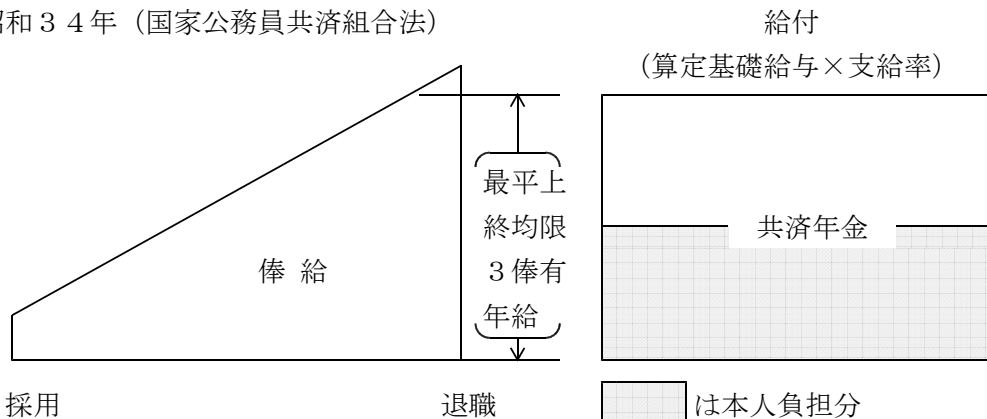 昭和３４年（国家公務員共済組合法）
給付
（算定基礎給与×支給率）
俸 給
最終３年
平均俸給
上限有
共済年金
採用
退職
は本人負担分